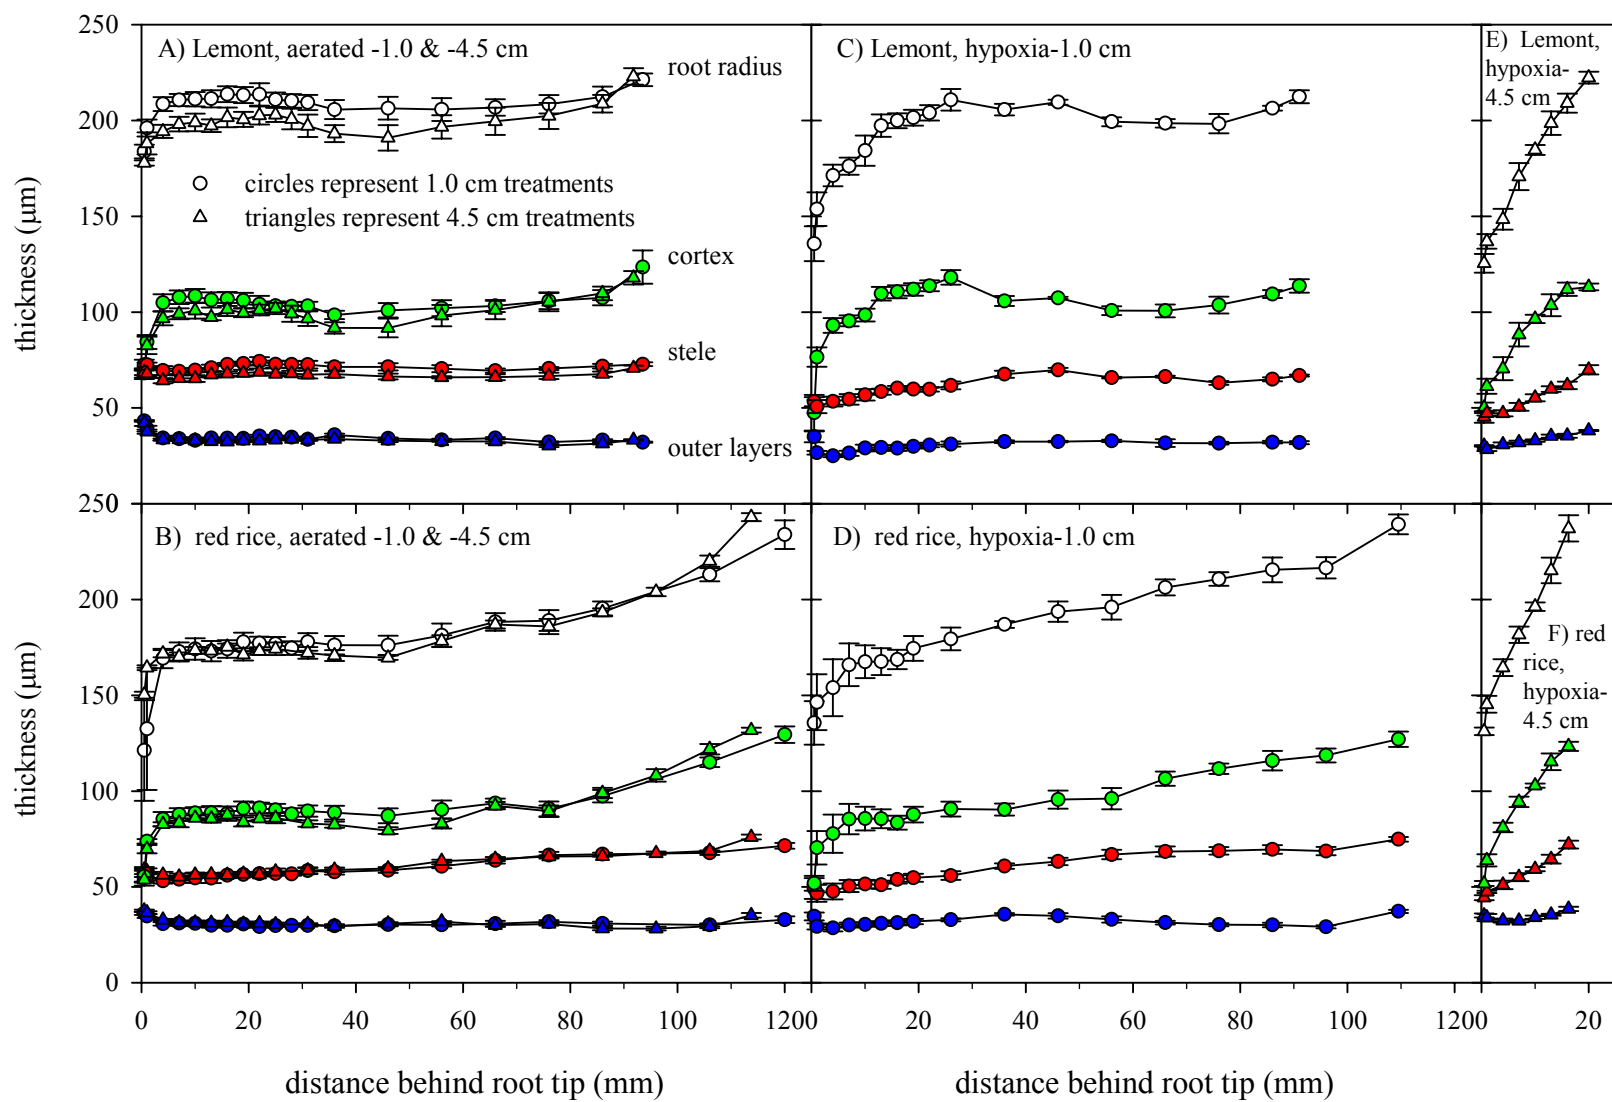 250
200
150
100
50
250
200
150
100
50
0
thickness (µm)
thickness (µm)
A) Lemont, aerated -1.0 & -4.5 cm
root radius
circles represent 1.0 cm treatments
triangles represent 4.5 cm treatments
cortex
stele
outer layers
C) Lemont, hypoxia-1.0 cm
E) Lemont,
hypoxia-
4.5 cm
B) red rice, aerated -1.0 & -4.5 cm
D) red rice, hypoxia-1.0 cm
F) red
rice,
hypoxia-
4.5 cm
0 20 40 60 80 100 120 0 20 40 60 80 100 120 0 20
distance behind root tip (mm) distance behind root tip (mm)